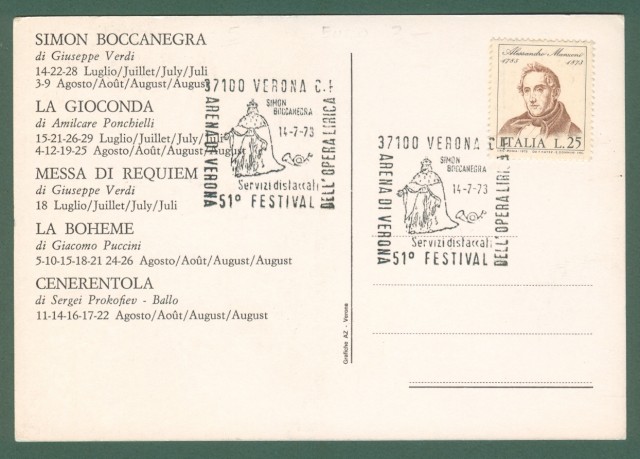 SIMON BOCCANEGRA
di Giuseppe Verdi
14-22-28 Luglio/Juillet/July/Juli
3-9 Agosto/Août/August/August
LA GIOCONDA
di Amilcare Ponchielli
15-21-26-29 Luglio/Juillet/July/Juli
4-12-19-25 Agosto/Août/August/August
MESSA DI REQUIEM
di Giuseppe Verdi
18 Luglio/Juillet/July/Juli
LA BOHEME
di Giacomo Puccini
5-10-15-18-21 24-26 Agosto/Août/August/August
CENERENTOLA
di Sergei Prokofiev - Ballo
11-14-16-17-22 Agosto/Août/August/August
37100 VERONA C.P
ARENA DI VERONA
SIMON
BOCCANEGRA
14-7-73
Servizi distaccati
51º FESTIVAL
DELL'OPERA LIRICA
Grafiche AZ - Verona
Alessandro Manzoni
1785 1873
ITALIA L.25
37100 VERONA
ARENA DI VERONA
SIMON
BOCCANEGRA
14-7-73
Servizi distaccati
51º FESTIVAL
DELL'OPERA LIRI